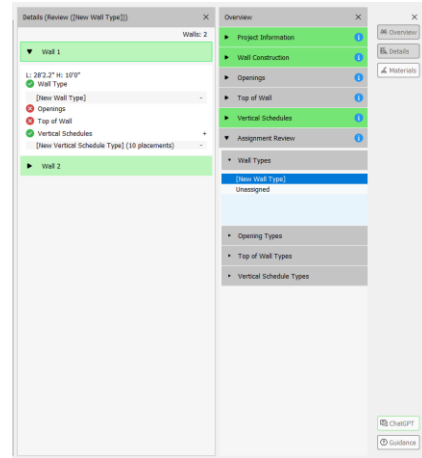 Details (Review ([New Wall Type]))
Walls: 2
Wall 1
L: 28'2.2" H: 10'0"
Wall Type
[New Wall Type] -
Openings
Top of Wall
Vertical Schedules +
[New Vertical Schedule Type] (10 placements) -
Wall 2
Overview
Project Information
Wall Construction
Openings
Top of Wall
Vertical Schedules
Assignment Review
Wall Types
[New Wall Type]
Unassigned
Opening Types
Top of Wall Types
Vertical Schedule Types
Overview
Details
Materials
ChatGPT
Guidance